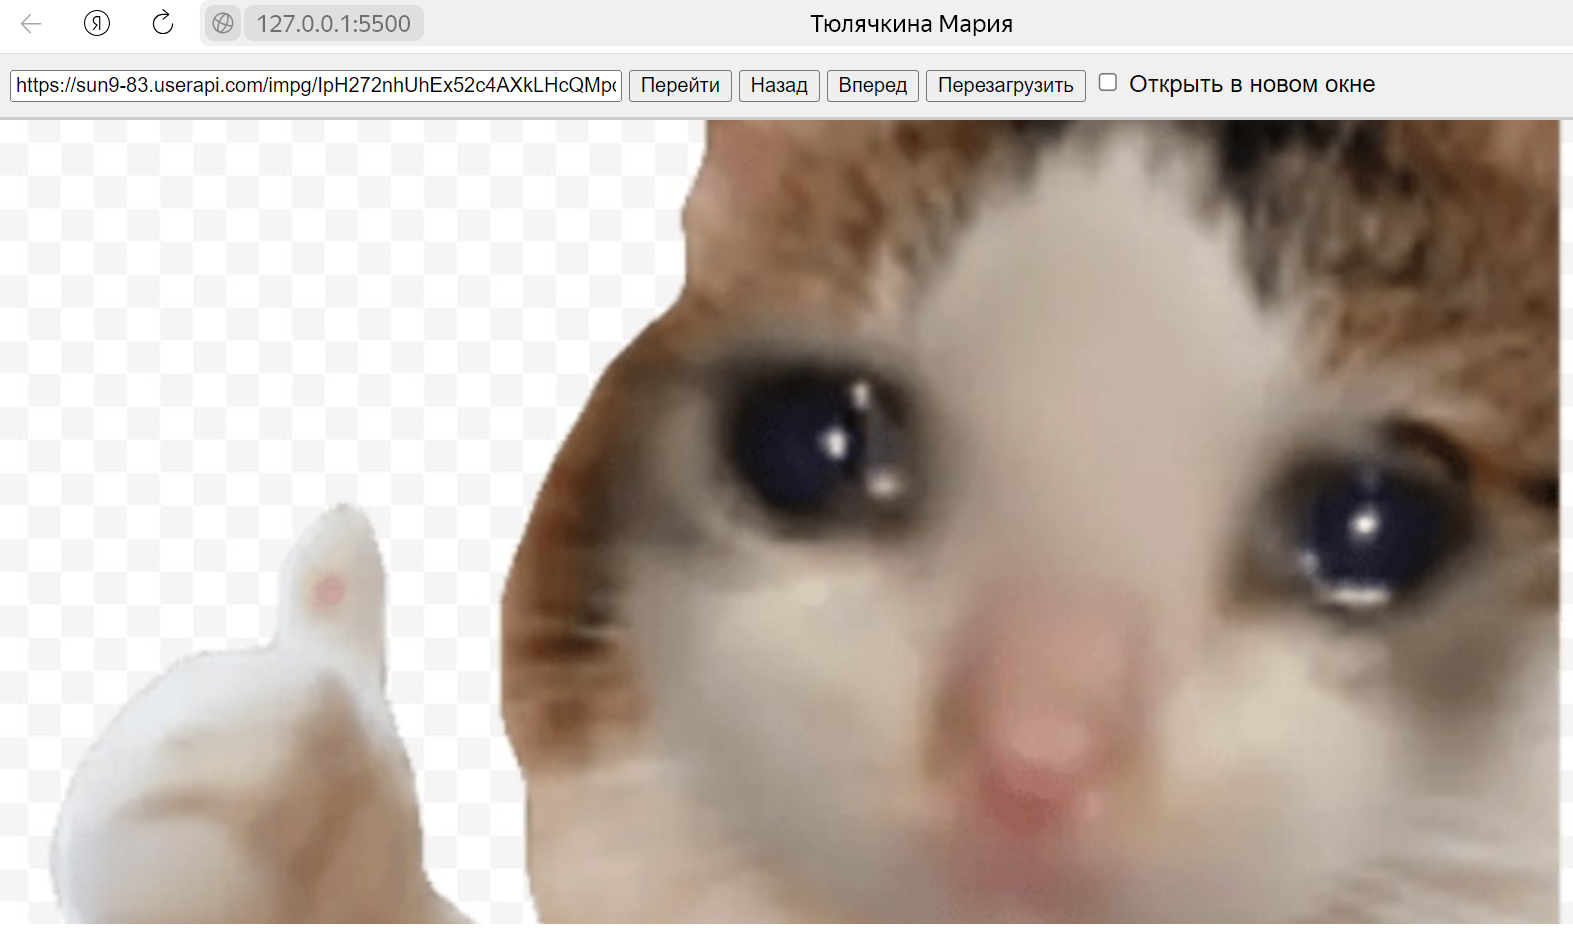 Я 127.0.0.1:5500 Тюлячкина Мария
https://sun9-83.userapi.com/impg/IpH272nhUhEx52c4AXkLHcQMpc Перейти Назад Вперед Перезагрузить Открыть в новом окне